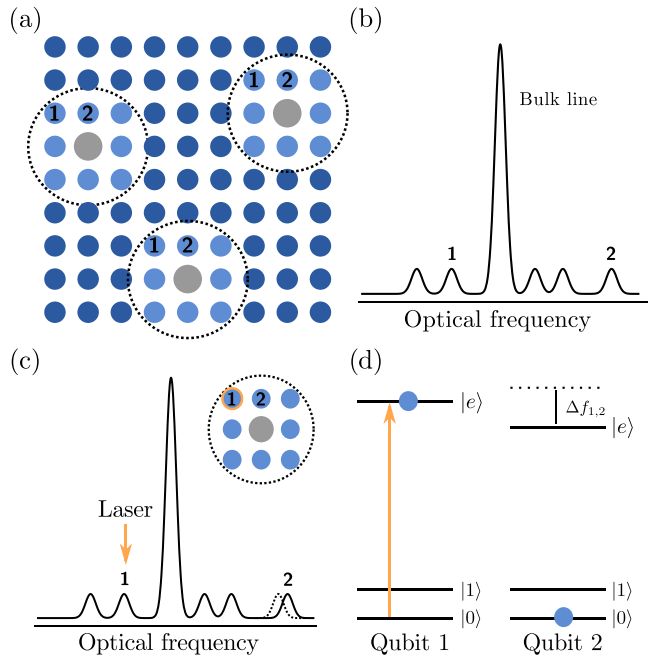 (a)
1 2
1 2
1 2
(b)
Bulk line
1
2
Optical frequency
(c)
1 2
Laser
1
2
Optical frequency
(d)
|e⟩
Δf1,2
|e⟩
|1⟩
|1⟩
|0⟩
|0⟩
Qubit 1
Qubit 2